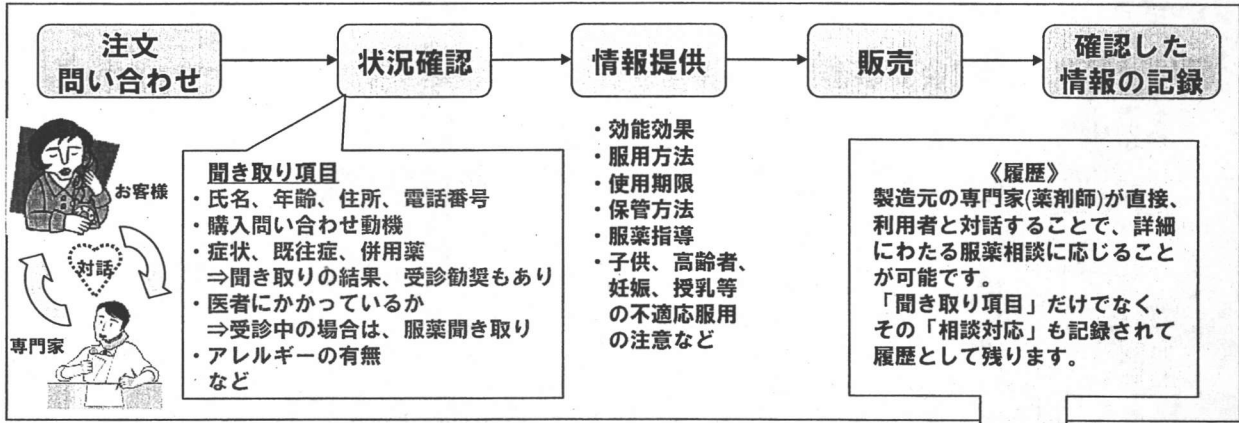 注文
問い合わせ
状況確認
情報提供
販売
確認した
情報の記録
お客様
対話
専門家
聞き取り項目
・氏名、年齢、住所、電話番号
・購入問い合わせ動機
・症状、既往症、併用薬
⇒聞き取りの結果、受診勧奨もあり
・医者にかかっているか
⇒受診中の場合は、服薬聞き取り
・アレルギーの有無
など
・効能効果
・服用方法
・使用期限
・保管方法
・服薬指導
・子供、高齢者、
妊娠、授乳等
の不適応服用
の注意など
《履歴》
製造元の専門家(薬剤師)が直接、
利用者と対話することで、詳細
にわたる服薬相談に応じること
が可能です。
「聞き取り項目」だけでなく、
その「相談対応」も記録されて
履歴として残ります。